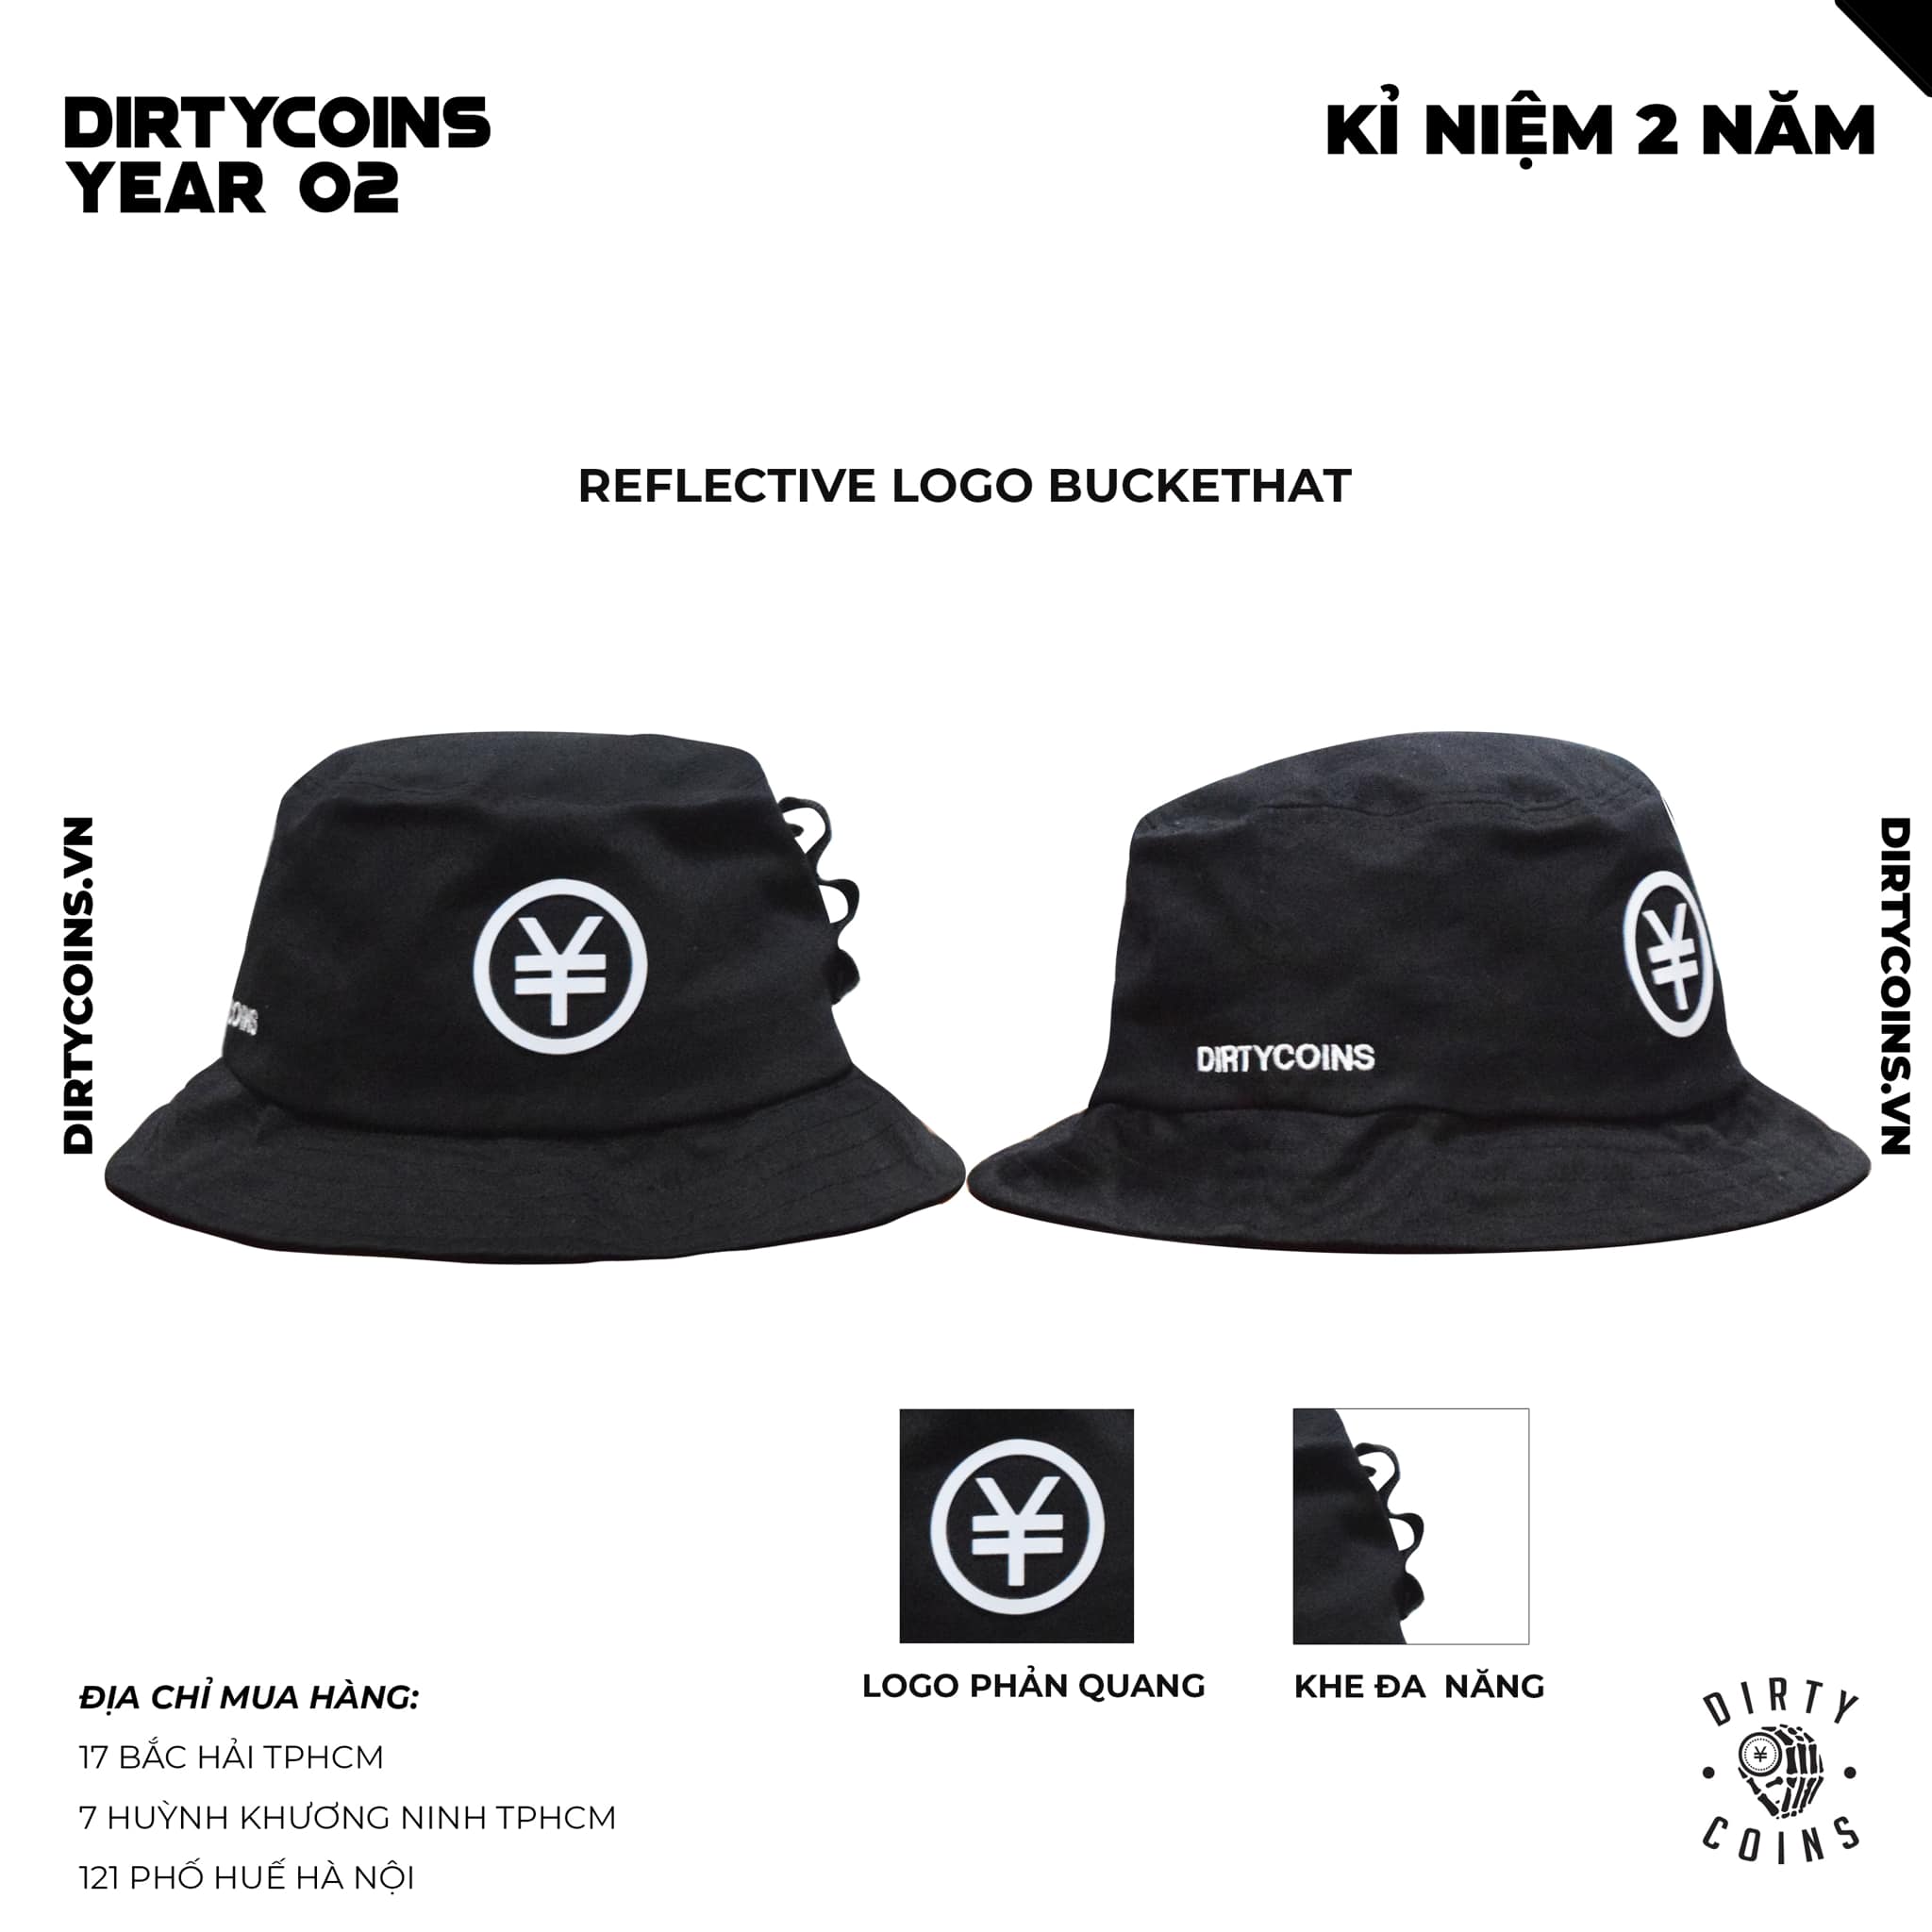 DIRTYCOINS
YEAR 02
KỈ NIỆM 2 NĂM
REFLECTIVE LOGO BUCKETHAT
DIRTYCOINS.VN
¥
COINS
¥
DIRTYCOINS
DIRTYCOINS.VN
¥
LOGO PHẢN QUANG
KHE ĐA NĂNG
ĐỊA CHỈ MUA HÀNG:
17 BẮC HẢI TPHCM
7 HUỲNH KHƯƠNG NINH TPHCM
121 PHỐ HUẾ HÀ NỘI
DIRTY
¥
COINS